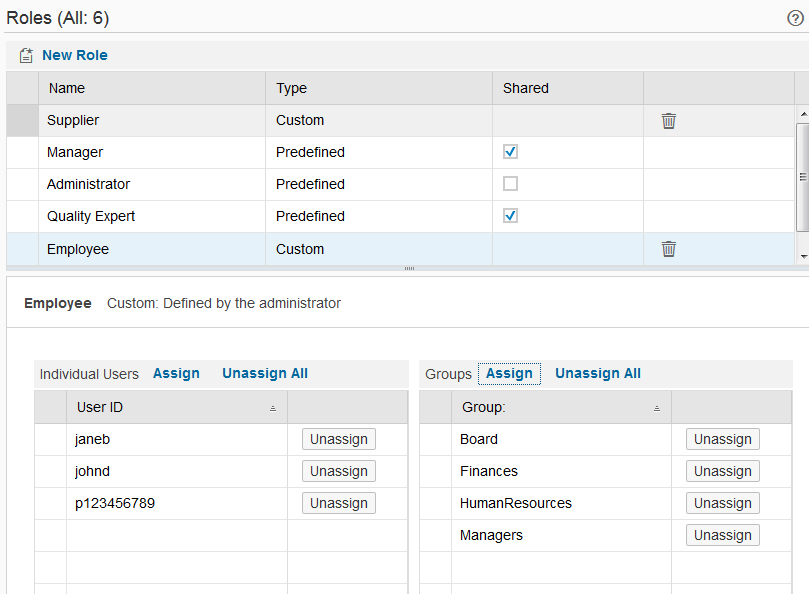 Roles (All: 6)
New Role
Name Type Shared
Supplier Custom
Manager Predefined
Administrator Predefined
Quality Expert Predefined
Employee Custom
Employee Custom: Defined by the administrator
Individual Users Assign Unassign All
User ID
janeb Unassign
johnd Unassign
p123456789 Unassign
Groups Assign Unassign All
Group:
Board Unassign
Finances Unassign
HumanResources Unassign
Managers Unassign